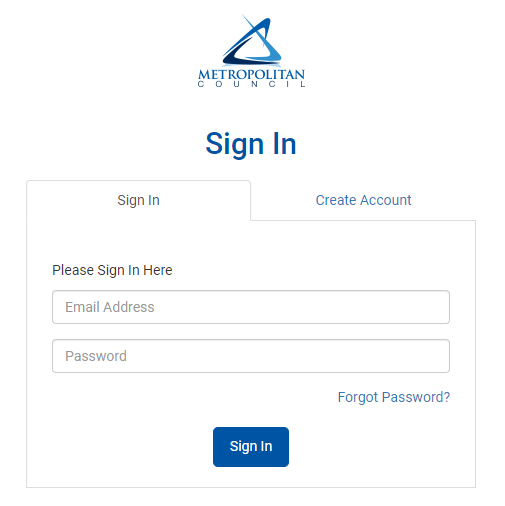 METROPOLITAN
COUNCIL
Sign In
Sign In
Create Account
Please Sign In Here
Email Address
Password
Forgot Password?
Sign In